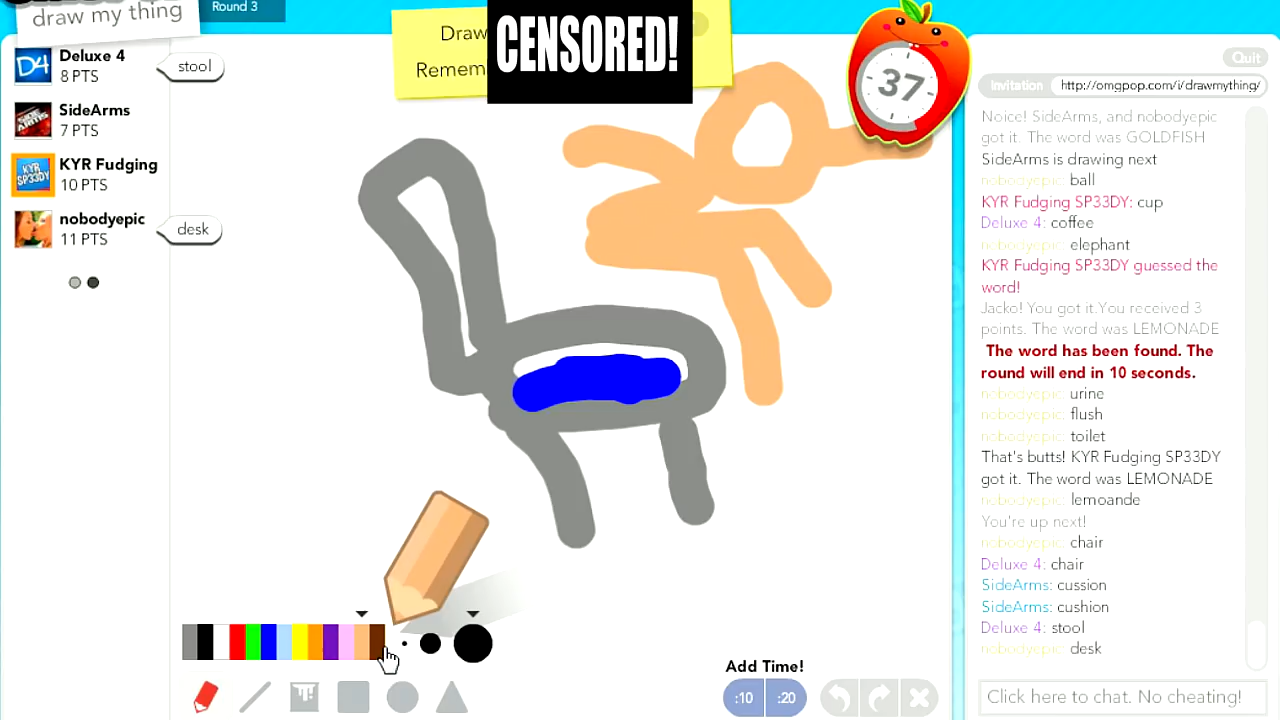 draw my thing
Round 3
Deluxe 4
8 PTS
stool
SideArms
7 PTS
KYR Fudging
10 PTS
nobodyepic
11 PTS
desk
D4
SIDE ARMS
KYR
SP33DY
Draw
Remem
CENSORED!
37
Quit
Invitation http://omgpop.com/i/drawmything/
Noice! SideArms, and nobodyepic
got it. The word was GOLDFISH
SideArms is drawing next
nobodyepic: ball
KYR Fudging SP33DY: cup
Deluxe 4: coffee
nobodyepic: elephant
KYR Fudging SP33DY guessed the
word!
Jacko! You got it.You received 3
points. The word was LEMONADE
The word has been found. The
round will end in 10 seconds.
nobodyepic: urine
nobodyepic: flush
nobodyepic: toilet
That's butts! KYR Fudging SP33DY
got it. The word was LEMONADE
nobodyepic: lemoande
You're up next!
nobodyepic: chair
Deluxe 4: chair
SideArms: cussion
SideArms: cushion
Deluxe 4: stool
nobodyepic: desk
Add Time!
:10 :20
Click here to chat. No cheating!